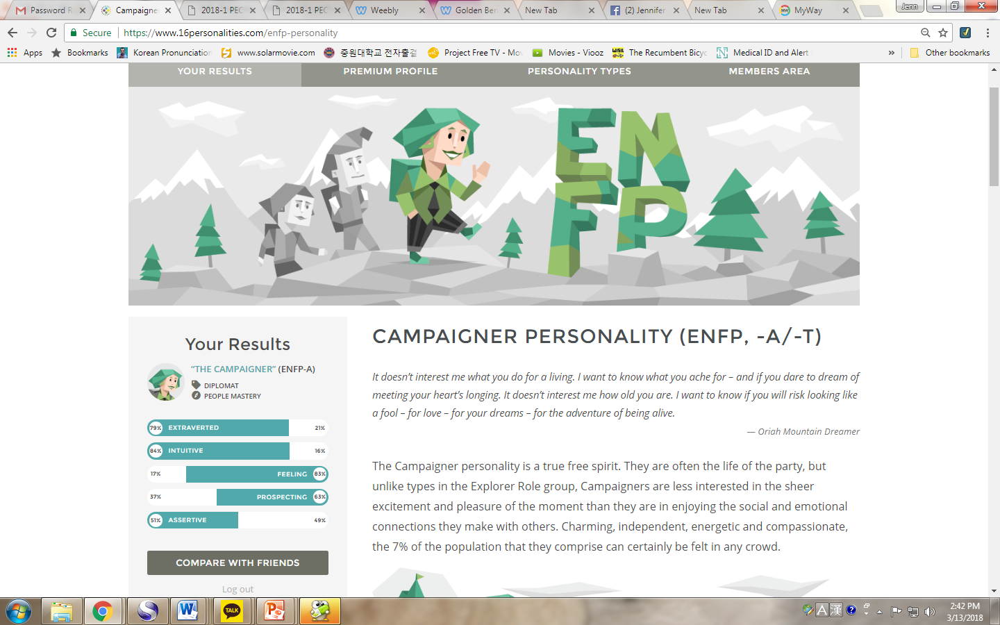 Password R
Campaigner
2018-1 PEC
2018-1 PEC
Weebly
Golden Ber
New Tab
(2) Jennifer
New Tab
MyWay
Jenn
Secure
https://www.16personalities.com/enfp-personality
Apps
Bookmarks
Korean Pronunciation
www.solarmovie.com
중원대학교 전자출결
Project Free TV - Mov
Movies - Viooz
The Recumbent Bicyc
Medical ID and Alert
»
Other bookmarks
YOUR RESULTS
PREMIUM PROFILE
PERSONALITY TYPES
MEMBERS AREA
EN
FP
Your Results
“THE CAMPAIGNER” (ENFP-A)
DIPLOMAT
PEOPLE MASTERY
79% EXTRAVERTED 21%
84% INTUITIVE 16%
17% FEELING 83%
37% PROSPECTING 63%
51% ASSERTIVE 49%
COMPARE WITH FRIENDS
Log out
CAMPAIGNER PERSONALITY (ENFP, -A/-T)
It doesn’t interest me what you do for a living. I want to know what you ache for – and if you dare to dream of
meeting your heart’s longing. It doesn’t interest me how old you are. I want to know if you will risk looking like
a fool – for love – for your dreams – for the adventure of being alive.
— Oriah Mountain Dreamer
The Campaigner personality is a true free spirit. They are often the life of the party, but
unlike types in the Explorer Role group, Campaigners are less interested in the sheer
excitement and pleasure of the moment than they are in enjoying the social and emotional
connections they make with others. Charming, independent, energetic and compassionate,
the 7% of the population that they comprise can certainly be felt in any crowd.
TALK
A 漢
2:42 PM
3/13/2018